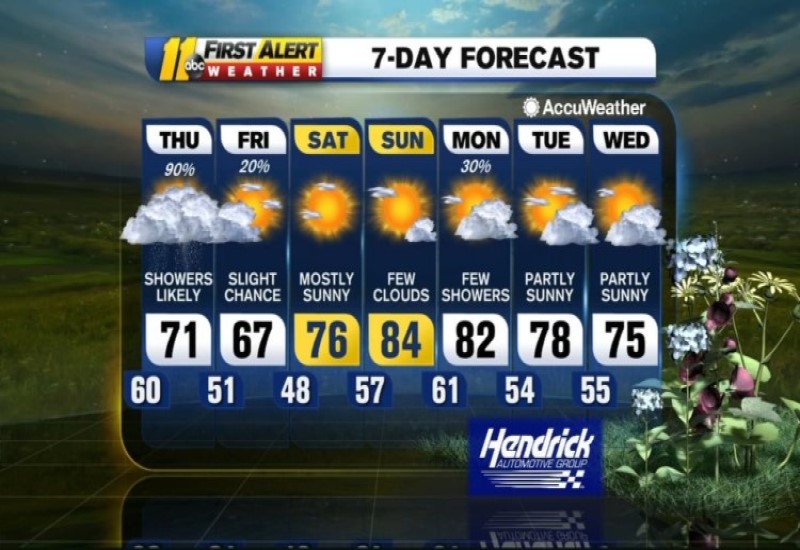 11 abc FIRST ALERT
WEATHER
7-DAY FORECAST
AccuWeather
THU FRI SAT SUN MON TUE WED
90% 20% 30%
SHOWERS LIKELY
SLIGHT CHANCE
MOSTLY SUNNY
FEW CLOUDS
FEW SHOWERS
PARTLY SUNNY
PARTLY SUNNY
71 67 76 84 82 78 75
60 51 48 57 61 54 55
Hendrick
AUTOMOTIVE GROUP